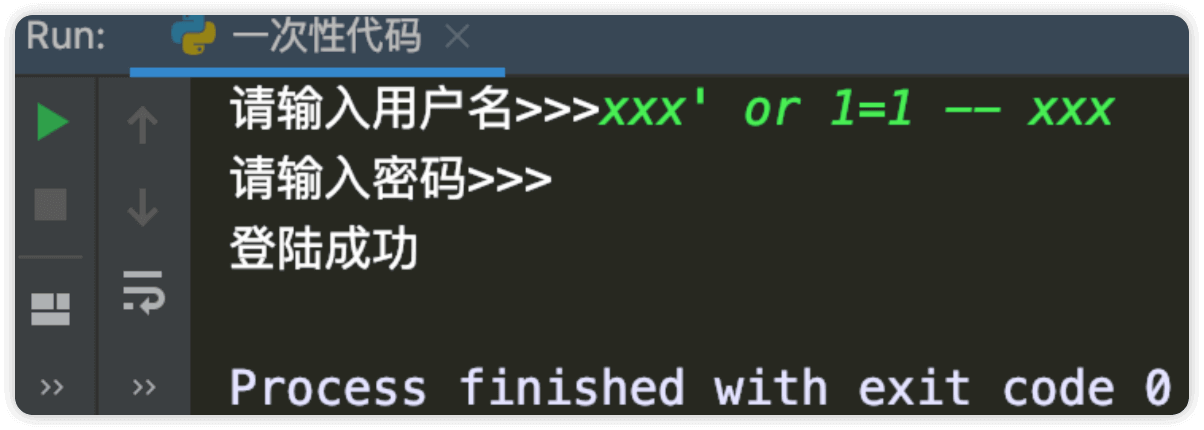 Run: 一次性代码
请输入用户名>>>xxx' or 1=1 -- xxx
请输入密码>>>
登陆成功
Process finished with exit code 0